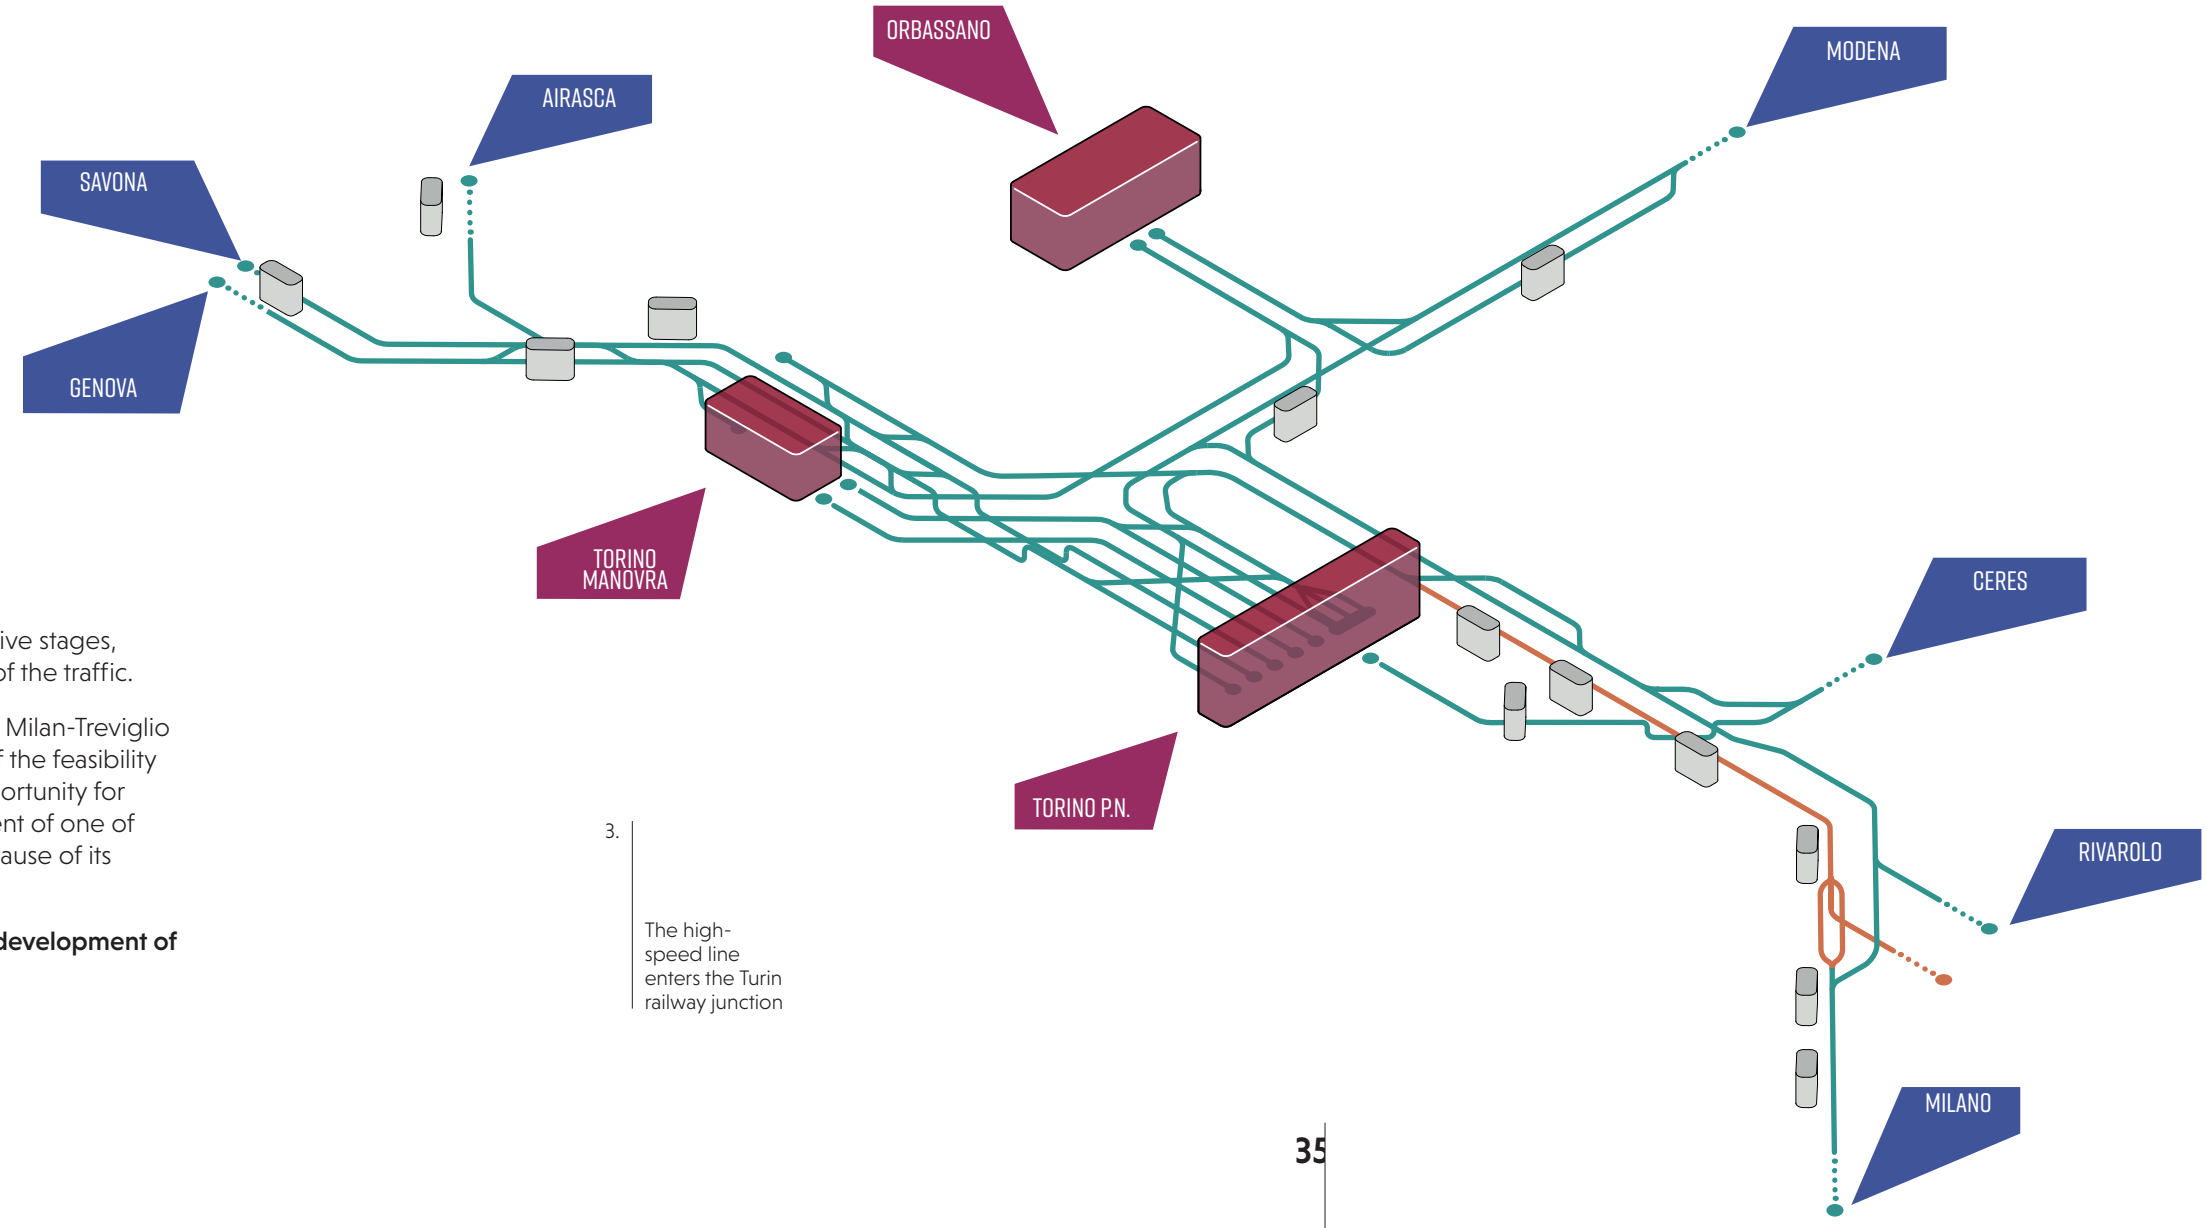 ORBASSANO
MODENA
AIRASCA
SAVONA
GENOVA
TORINO
MANOVRA
CERES
TORINO P.N.
RIVAROLO
MILANO
ive stages,
of the traffic.
Milan-Treviglio
f the feasibility
ortunity for
ent of one of
ause of its
development of
3.
The high-
speed line
enters the Turin
railway junction
35